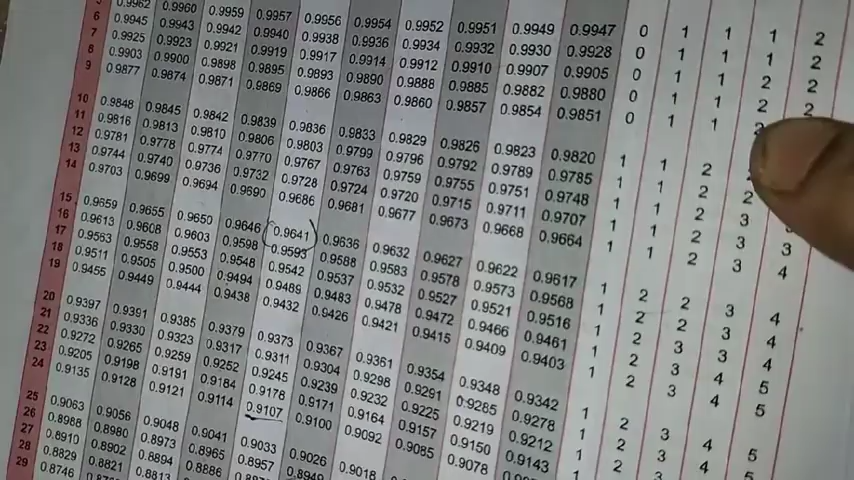 5 0.9962 0.9960 0.9959 0.9957 0.9956 0.9954 0.9952 0.9951 0.9949 0.9947 0 1 1 1 2
6 0.9945 0.9943 0.9942 0.9940 0.9938 0.9936 0.9934 0.9932 0.9930 0.9928 0 1 1 1 2
7 0.9925 0.9923 0.9921 0.9919 0.9917 0.9914 0.9912 0.9910 0.9907 0.9905 0 1 1 2 2
8 0.9903 0.9900 0.9898 0.9895 0.9893 0.9890 0.9888 0.9885 0.9882 0.9880 0 1 1 2 2
9 0.9877 0.9874 0.9871 0.9869 0.9866 0.9863 0.9860 0.9857 0.9854 0.9851 0 1 1 2 2
10 0.9848 0.9845 0.9842 0.9839 0.9836 0.9833 0.9829 0.9826 0.9823 0.9820 1 1 2
11 0.9816 0.9813 0.9810 0.9806 0.9803 0.9799 0.9796 0.9792 0.9789 0.9785 1 1 2 2
12 0.9781 0.9778 0.9774 0.9770 0.9767 0.9763 0.9759 0.9755 0.9751 0.9748 1 1 2 3
13 0.9744 0.9740 0.9736 0.9732 0.9728 0.9724 0.9720 0.9715 0.9711 0.9707 1 1 2 3 3
14 0.9703 0.9699 0.9694 0.9690 0.9686 0.9681 0.9677 0.9673 0.9668 0.9664 1 1 2 3 4
15 0.9659 0.9655 0.9650 0.9646 0.9641 0.9636 0.9632 0.9627 0.9622 0.9617 1 2 2 3 4
16 0.9613 0.9608 0.9603 0.9598 0.9593 0.9588 0.9583 0.9578 0.9573 0.9568 1 2 2 3 4
17 0.9563 0.9558 0.9553 0.9548 0.9542 0.9537 0.9532 0.9527 0.9521 0.9516 1 2 3 3 4
18 0.9511 0.9505 0.9500 0.9494 0.9489 0.9483 0.9478 0.9472 0.9466 0.9461 1 2 3 4 5
19 0.9455 0.9449 0.9444 0.9438 0.9432 0.9426 0.9421 0.9415 0.9409 0.9403 1 2 3 4 5
20 0.9397 0.9391 0.9385 0.9379 0.9373 0.9367 0.9361 0.9354 0.9348 0.9342 1 2 3 4 5
21 0.9336 0.9330 0.9323 0.9317 0.9311 0.9304 0.9298 0.9291 0.9285 0.9278 1 2 3 4 5
22 0.9272 0.9265 0.9259 0.9252 0.9245 0.9239 0.9232 0.9225 0.9219 0.9212 1 2 3
23 0.9205 0.9198 0.9191 0.9184 0.9178 0.9171 0.9164 0.9157 0.9150 0.9143
24 0.9135 0.9128 0.9121 0.9114 0.9107 0.9100 0.9092 0.9085 0.9078
25 0.9063 0.9056 0.9048 0.9041 0.9033 0.9026 0.9018
26 0.8988 0.8980 0.8973 0.8965 0.8957 0.8949
27 0.8910 0.8902 0.8894 0.8886
28 0.8829 0.8821 0.8813
29 0.8746